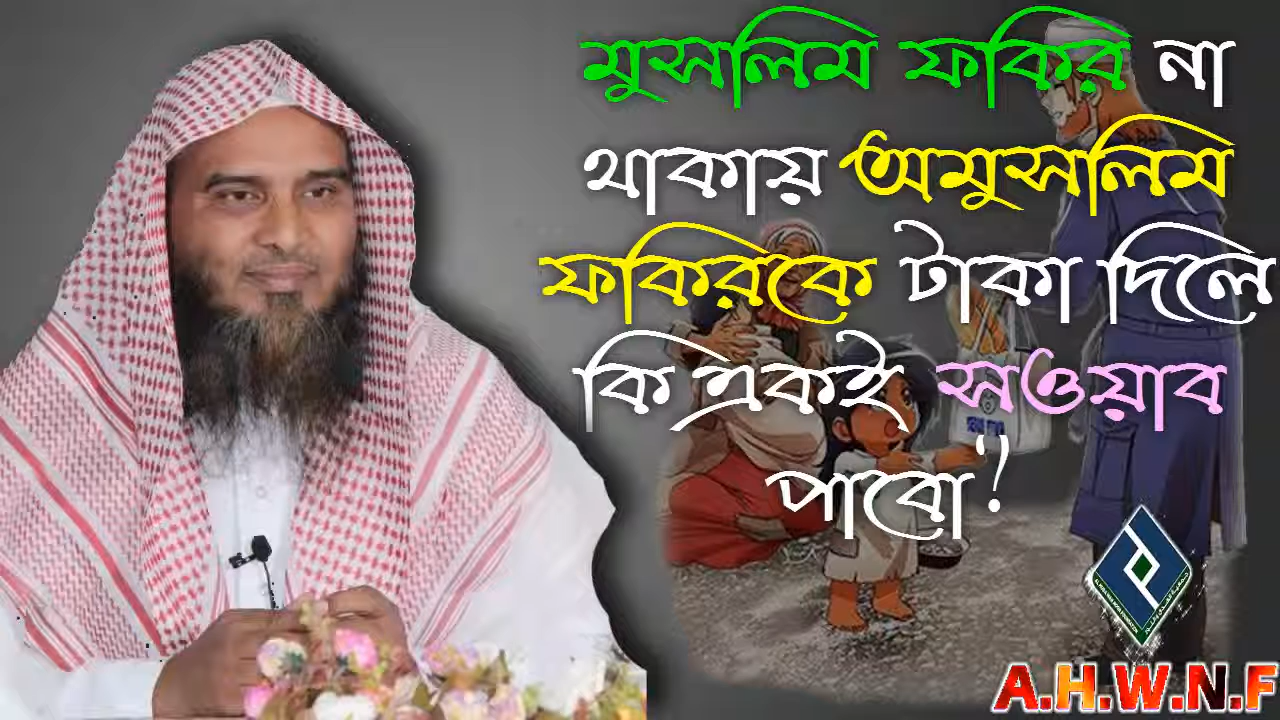 মুসলিম ফকির না
থাকায় অমুসলিম
ফকিরকে টাকা দিলে
কি একই সওয়াব
পাবো?
A.H.W.N.F